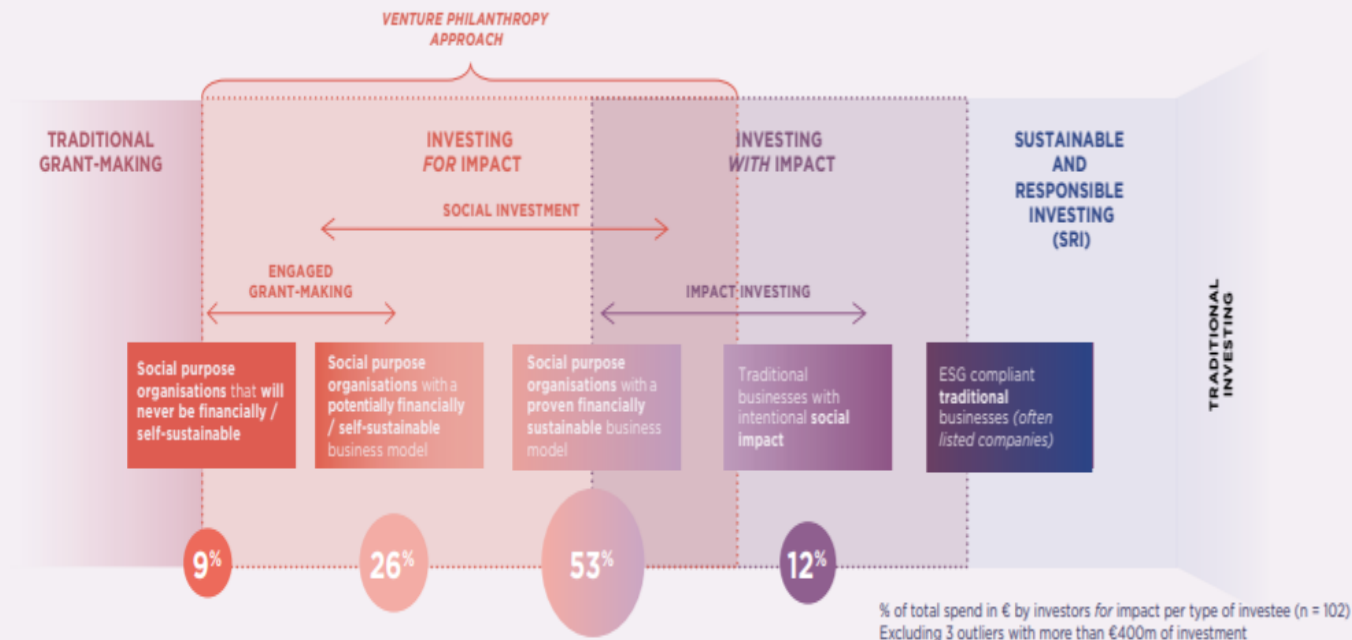 VENTURE PHILANTHROPY
APPROACH
TRADITIONAL
GRANT-MAKING
INVESTING
FOR IMPACT
INVESTING
WITH IMPACT
SUSTAINABLE
AND
RESPONSIBLE
INVESTING
(SRI)
SOCIAL INVESTMENT
ENGAGED
GRANT-MAKING
IMPACT INVESTING
TRADITIONAL
INVESTING
Social purpose
organisations that will
never be financially /
self-sustainable
Social purpose
organisations with a
potentially financially
/ self-sustainable
business model
Social purpose
organisations with a
proven financially
sustainable business
model
Traditional
businesses with
intentional social
impact
ESG compliant
traditional
businesses (often
listed companies)
9%
26%
53%
12%
% of total spend in € by investors for impact per type of investee (n = 102)
Excluding 3 outliers with more than €400m of investment